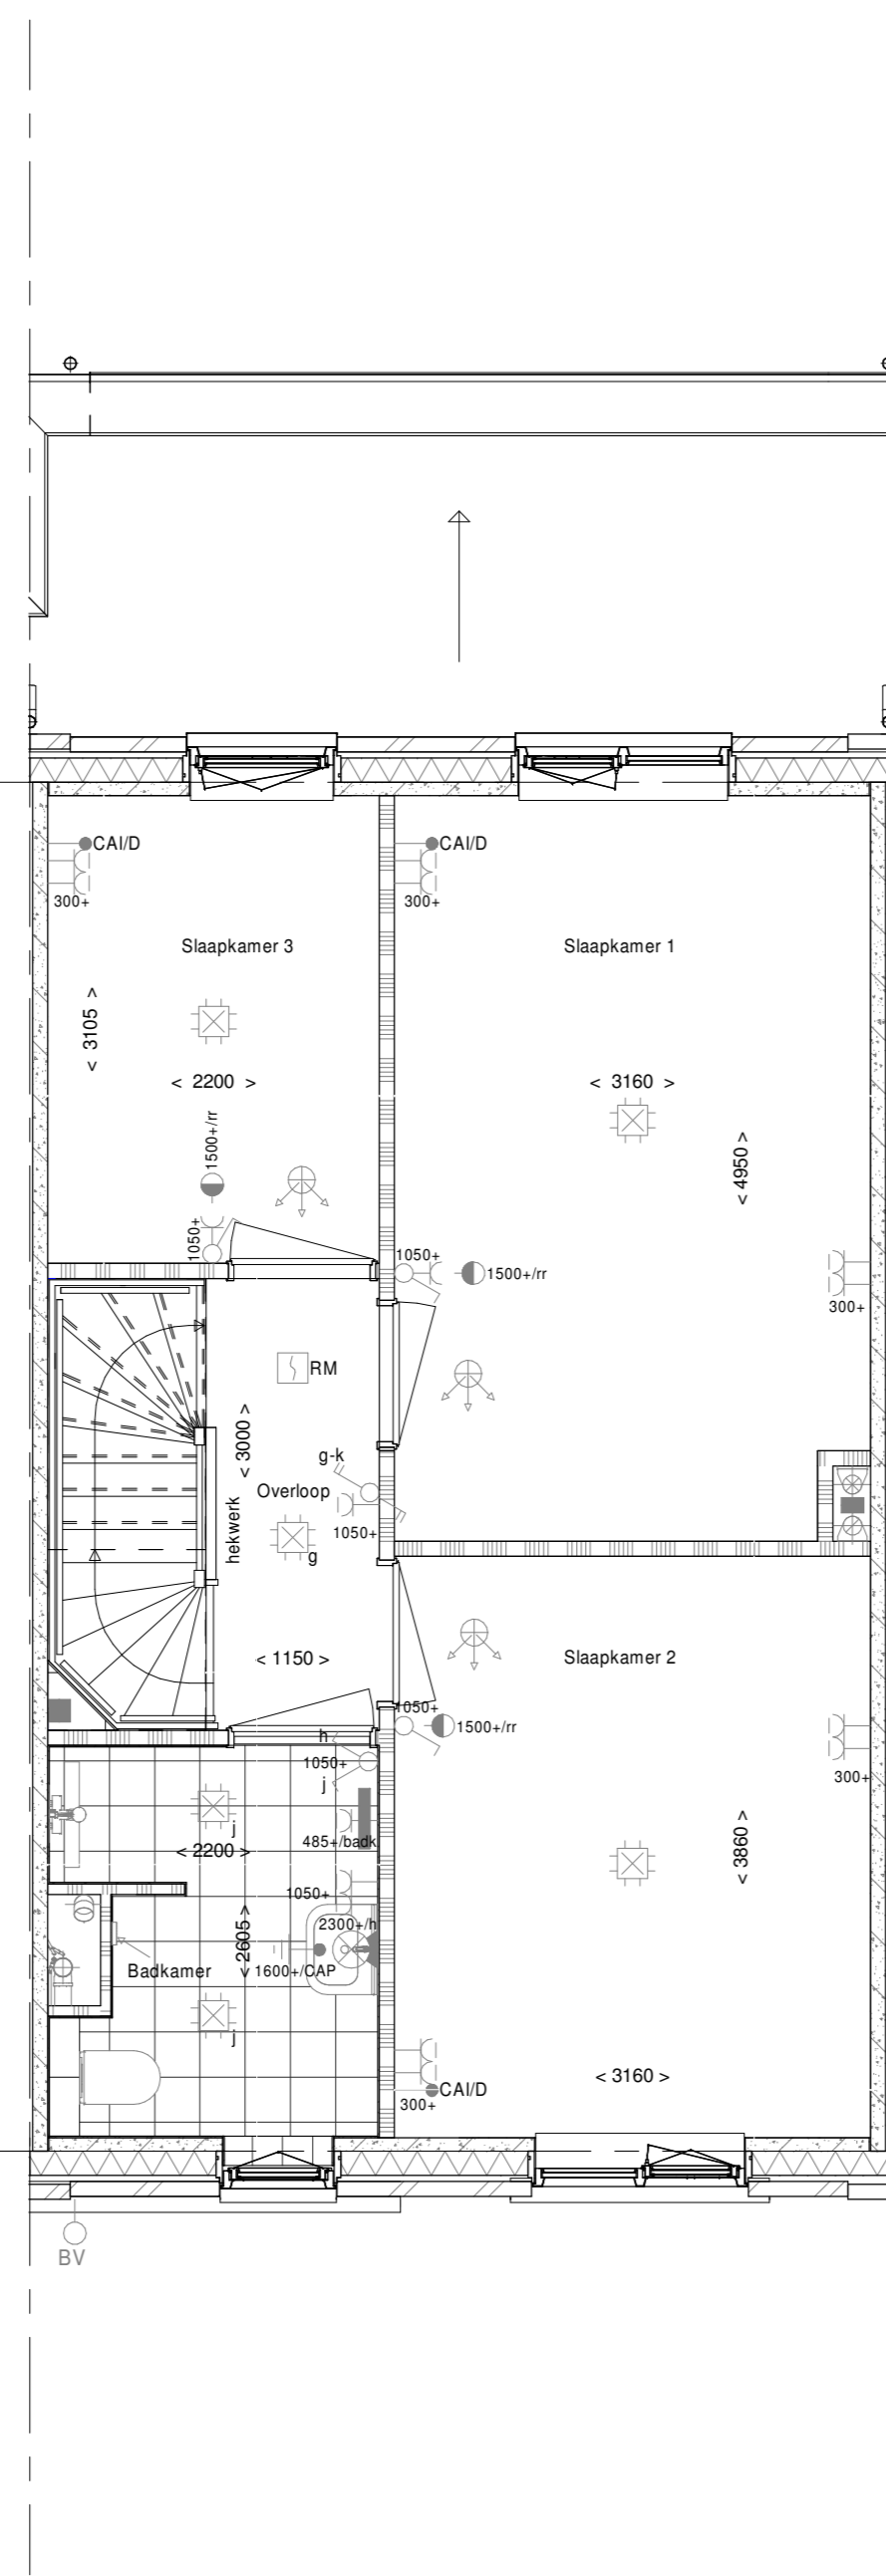 CAI/D
CAI/D
300+
300+
Slaapkamer 3
Slaapkamer 1
< 3105 >
< 2200 >
< 3160 >
1500+/rr
< 4950 >
1050+
1050+
1500+/rr
300+
RM
< 3000 >
g-k
Overloop
hekwerk
1050+
g
< 1150 >
Slaapkamer 2
1050+
1500+/rr
h
1050+
j
300+
j
485+/badk.
< 2200 >
< 3860 >
1050+
2300+/h
< 2605 >
Badkamer
1600+/CAP
j
< 3160 >
CAI/D
300+
BV